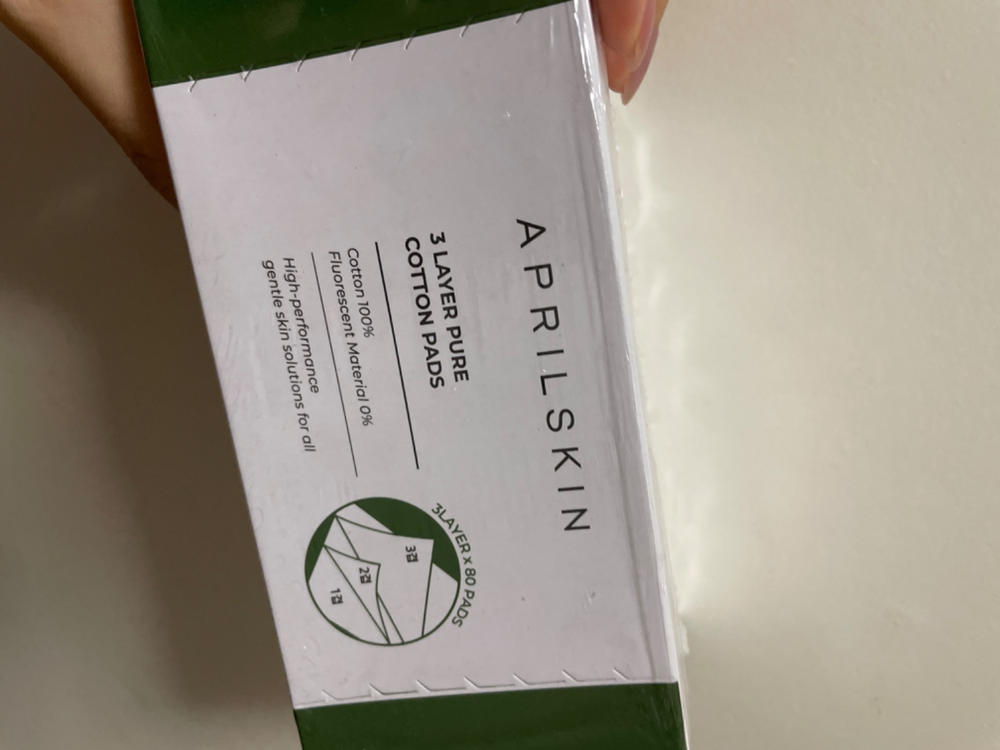 APRILSKIN
3 LAYER PURE
COTTON PADS
Cotton 100%
Fluorescent Material 0%
High-performance
gentle skin solutions for all
3LAYER x 80 PADS
3겹
2겹
1겹